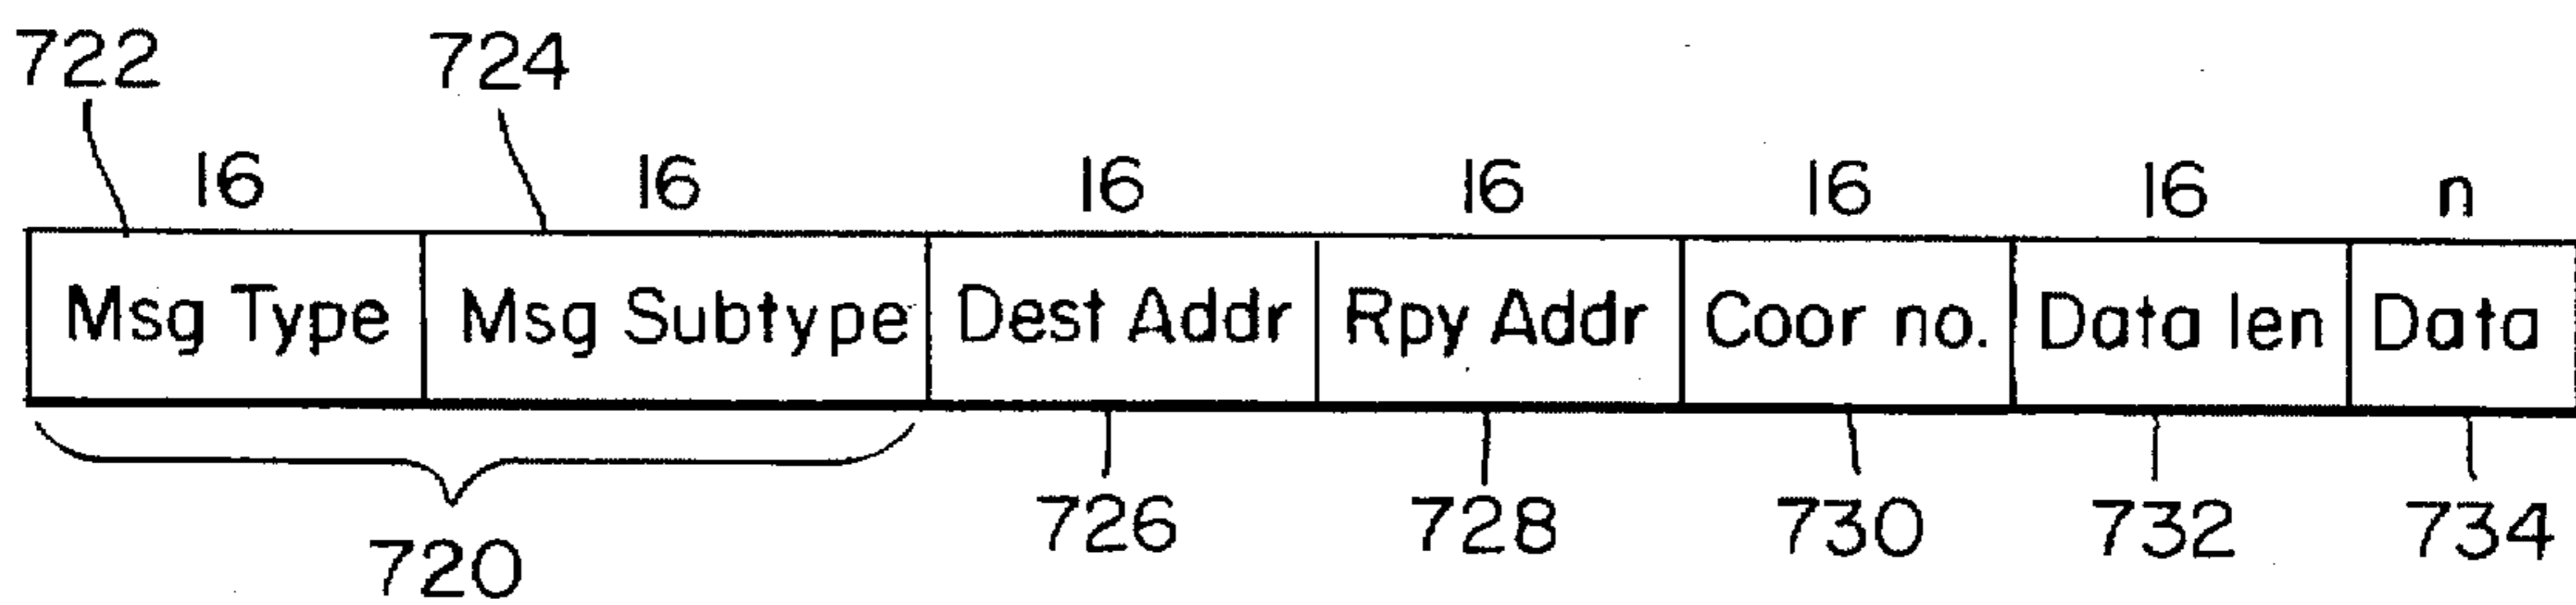 722 724
16 16 16 16 16 16 n
Msg Type Msg Subtype Dest Addr Rpy Addr Coor no. Data len Data
726 728 730 732 734
720